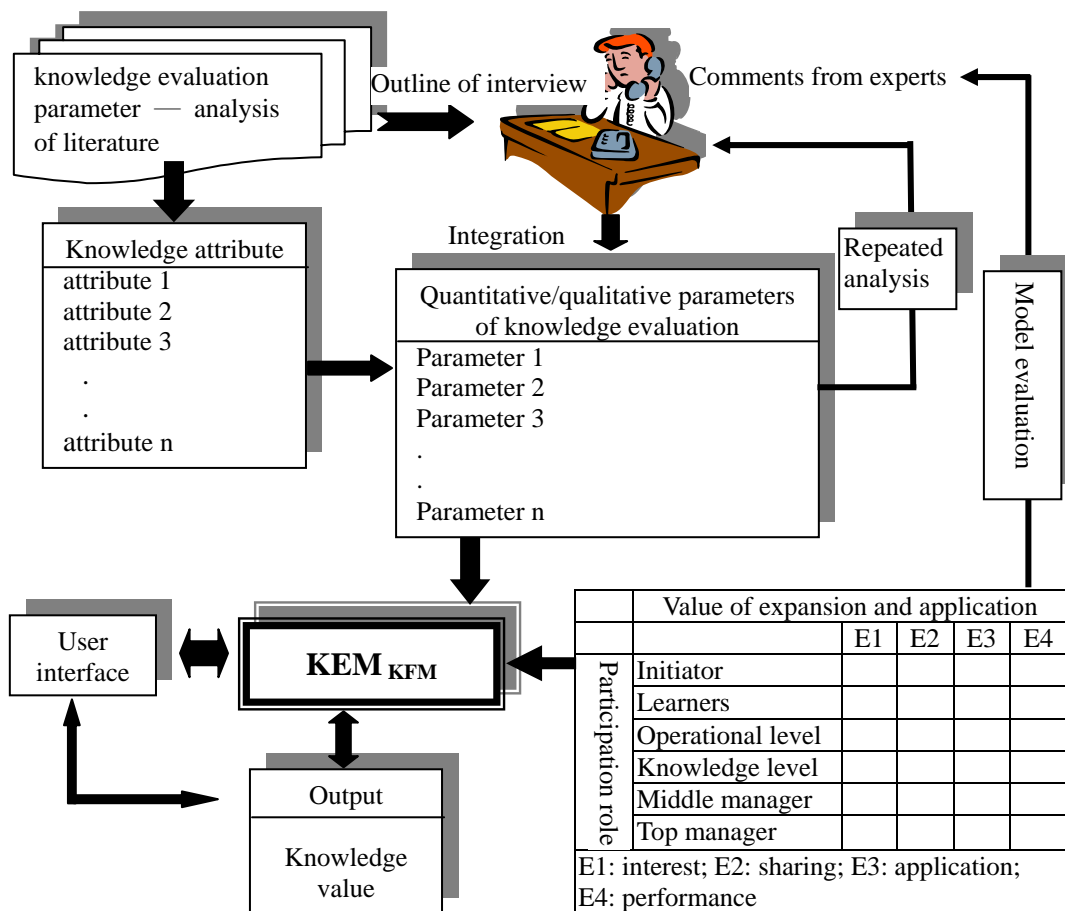 knowledge evaluation
parameter — analysis
of literature
Outline of interview
Comments from experts
Knowledge attribute
attribute 1
attribute 2
attribute 3
.
.
attribute n
Integration
Quantitative/qualitative parameters
of knowledge evaluation
Parameter 1
Parameter 2
Parameter 3
.
.
Parameter n
Repeated
analysis
Model evaluation
User
interface
KEM KFM
Output
Knowledge
value
Value of expansion and application
E1 E2 E3 E4
Participation role
Initiator
Learners
Operational level
Knowledge level
Middle manager
Top manager
E1: interest; E2: sharing; E3: application;
E4: performance